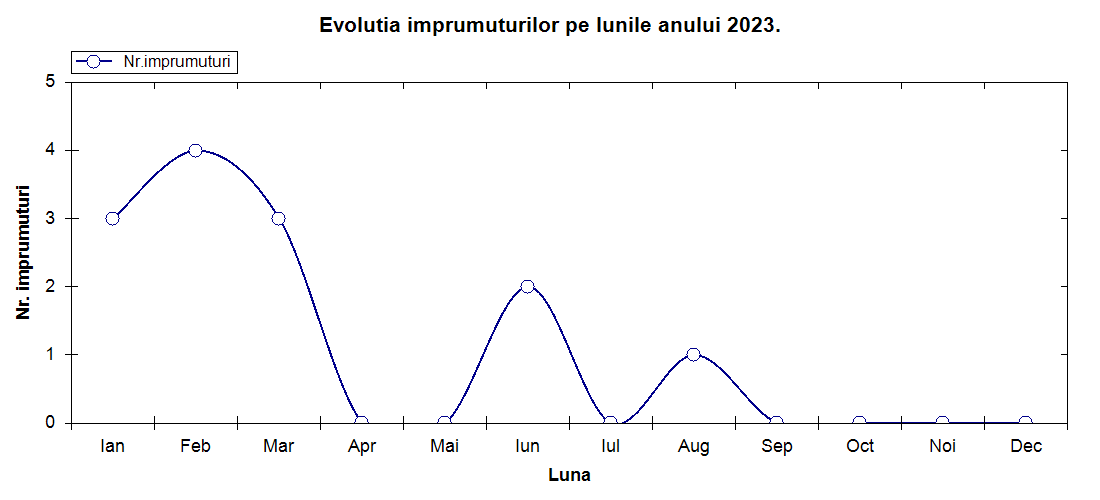 Evolutia imprumuturilor pe lunile anului 2023.
Nr.imprumuturi
5
4
3
2
1
0
Nr. imprumuturi
Ian Feb Mar Apr Mai Iun Iul Aug Sep Oct Noi Dec
Luna